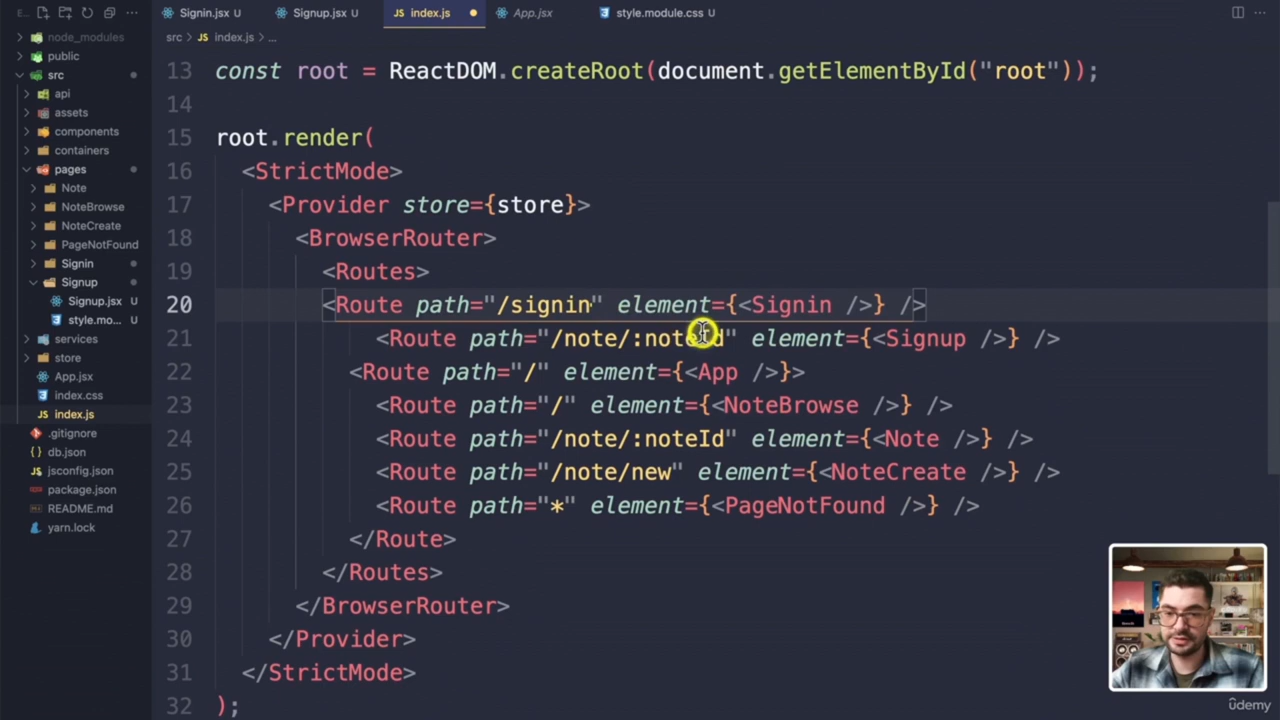 E...
Signin.jsx U
Signup.jsx U
JS index.js
App.jsx
style.module.css U
src > JS index.js > ...
node_modules
public
src
api
assets
components
containers
pages
Note
NoteBrowse
NoteCreate
PageNotFound
Signin
Signup
Signup.jsx U
style.mo... U
services
store
App.jsx
index.css
JS index.js
.gitignore
db.json
jsconfig.json
package.json
README.md
yarn.lock
13 const root = ReactDOM.createRoot(document.getElementById("root"));
14
15 root.render(
16 <StrictMode>
17 <Provider store={store}>
18 <BrowserRouter>
19 <Routes>
20 <Route path="/signin" element={<Signin />} />
21 <Route path="/note/:noteId" element={<Signup />} />
22 <Route path="/" element={<App />}>
23 <Route path="/" element={<NoteBrowse />} />
24 <Route path="/note/:noteId" element={<Note />} />
25 <Route path="/note/new" element={<NoteCreate />} />
26 <Route path="*" element={<PageNotFound />} />
27 </Route>
28 </Routes>
29 </BrowserRouter>
30 </Provider>
31 </StrictMode>
32 );
ûdemy